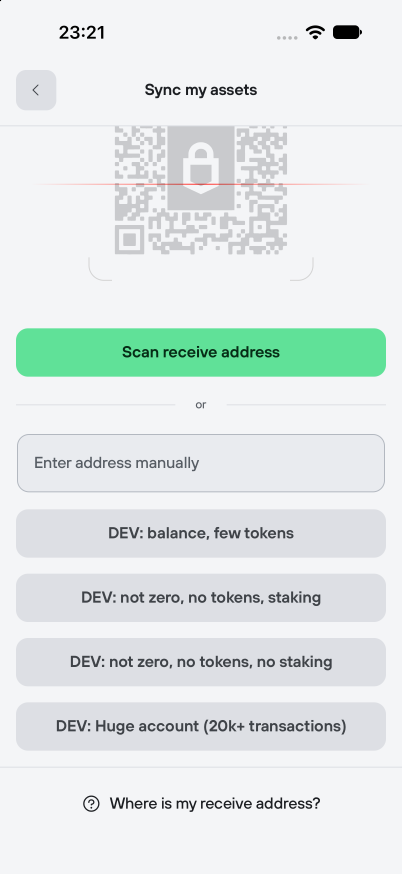 23:21
Sync my assets
Scan receive address
or
Enter address manually
DEV: balance, few tokens
DEV: not zero, no tokens, staking
DEV: not zero, no tokens, no staking
DEV: Huge account (20k+ transactions)
Where is my receive address?